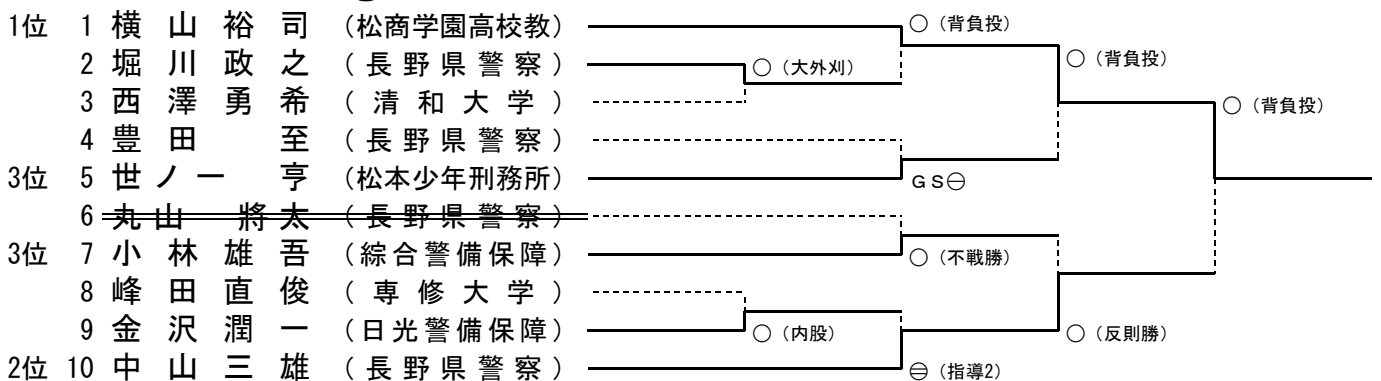 1位 1 横山裕司 (松商学園高校教) ○(背負投)
2 堀川政之 (長野県警察) ○(大外刈) ○(背負投)
3 西澤勇希 (清和大学) ○(背負投)
4 豊田至 (長野県警察)
3位 5 世ノ一亨 (松本少年刑務所) GS⊖
6 丸山將太 (長野県警察)
3位 7 小林雄吾 (綜合警備保障) ○(不戦勝)
8 峰田直俊 (専修大学)
9 金沢潤一 (日光警備保障) ○(内股) ○(反則勝)
2位 10 中山三雄 (長野県警察) ⊖(指導2)